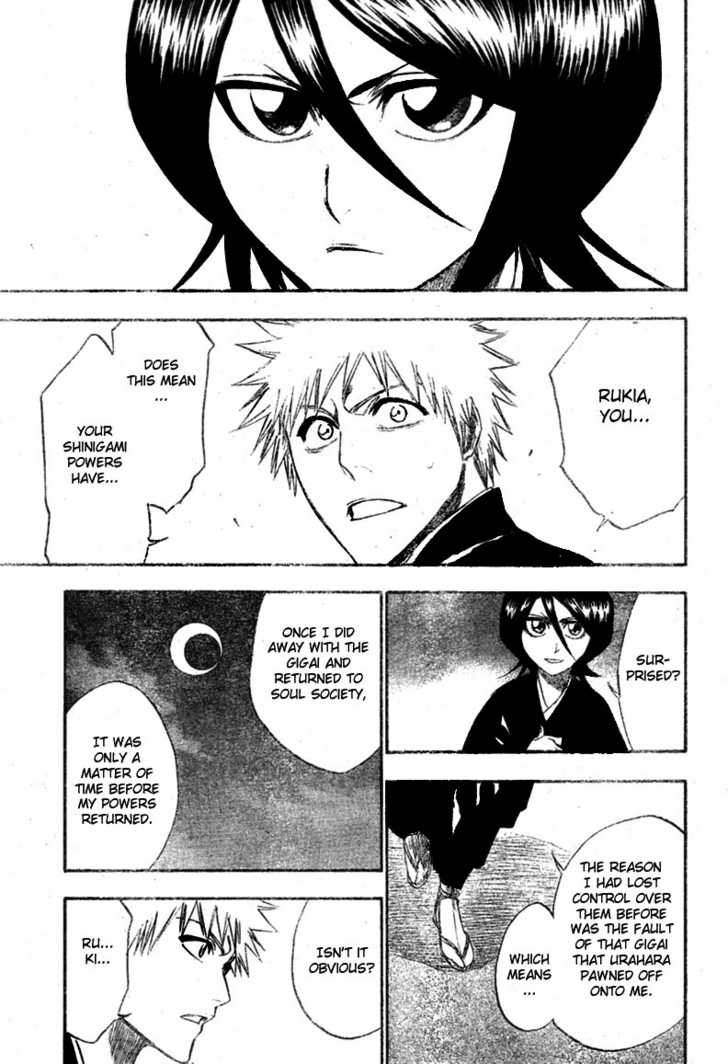 RUKIA,
YOU...
DOES
THIS MEAN
...
YOUR
SHINIGAMI
POWERS
HAVE...
SUR-
PRISED?
THE REASON
I HAD LOST
CONTROL OVER
THEM BEFORE
WAS THE FAULT
OF THAT GIGAI
THAT URAHARA
PAWNED OFF
ONTO ME.
WHICH
MEANS
...
ONCE I DID
AWAY WITH THE
GIGAI AND
RETURNED TO
SOUL SOCIETY,
IT WAS
ONLY A
MATTER OF
TIME BEFORE
MY POWERS
RETURNED.
ISN'T IT
OBVIOUS?
RU...
KI...